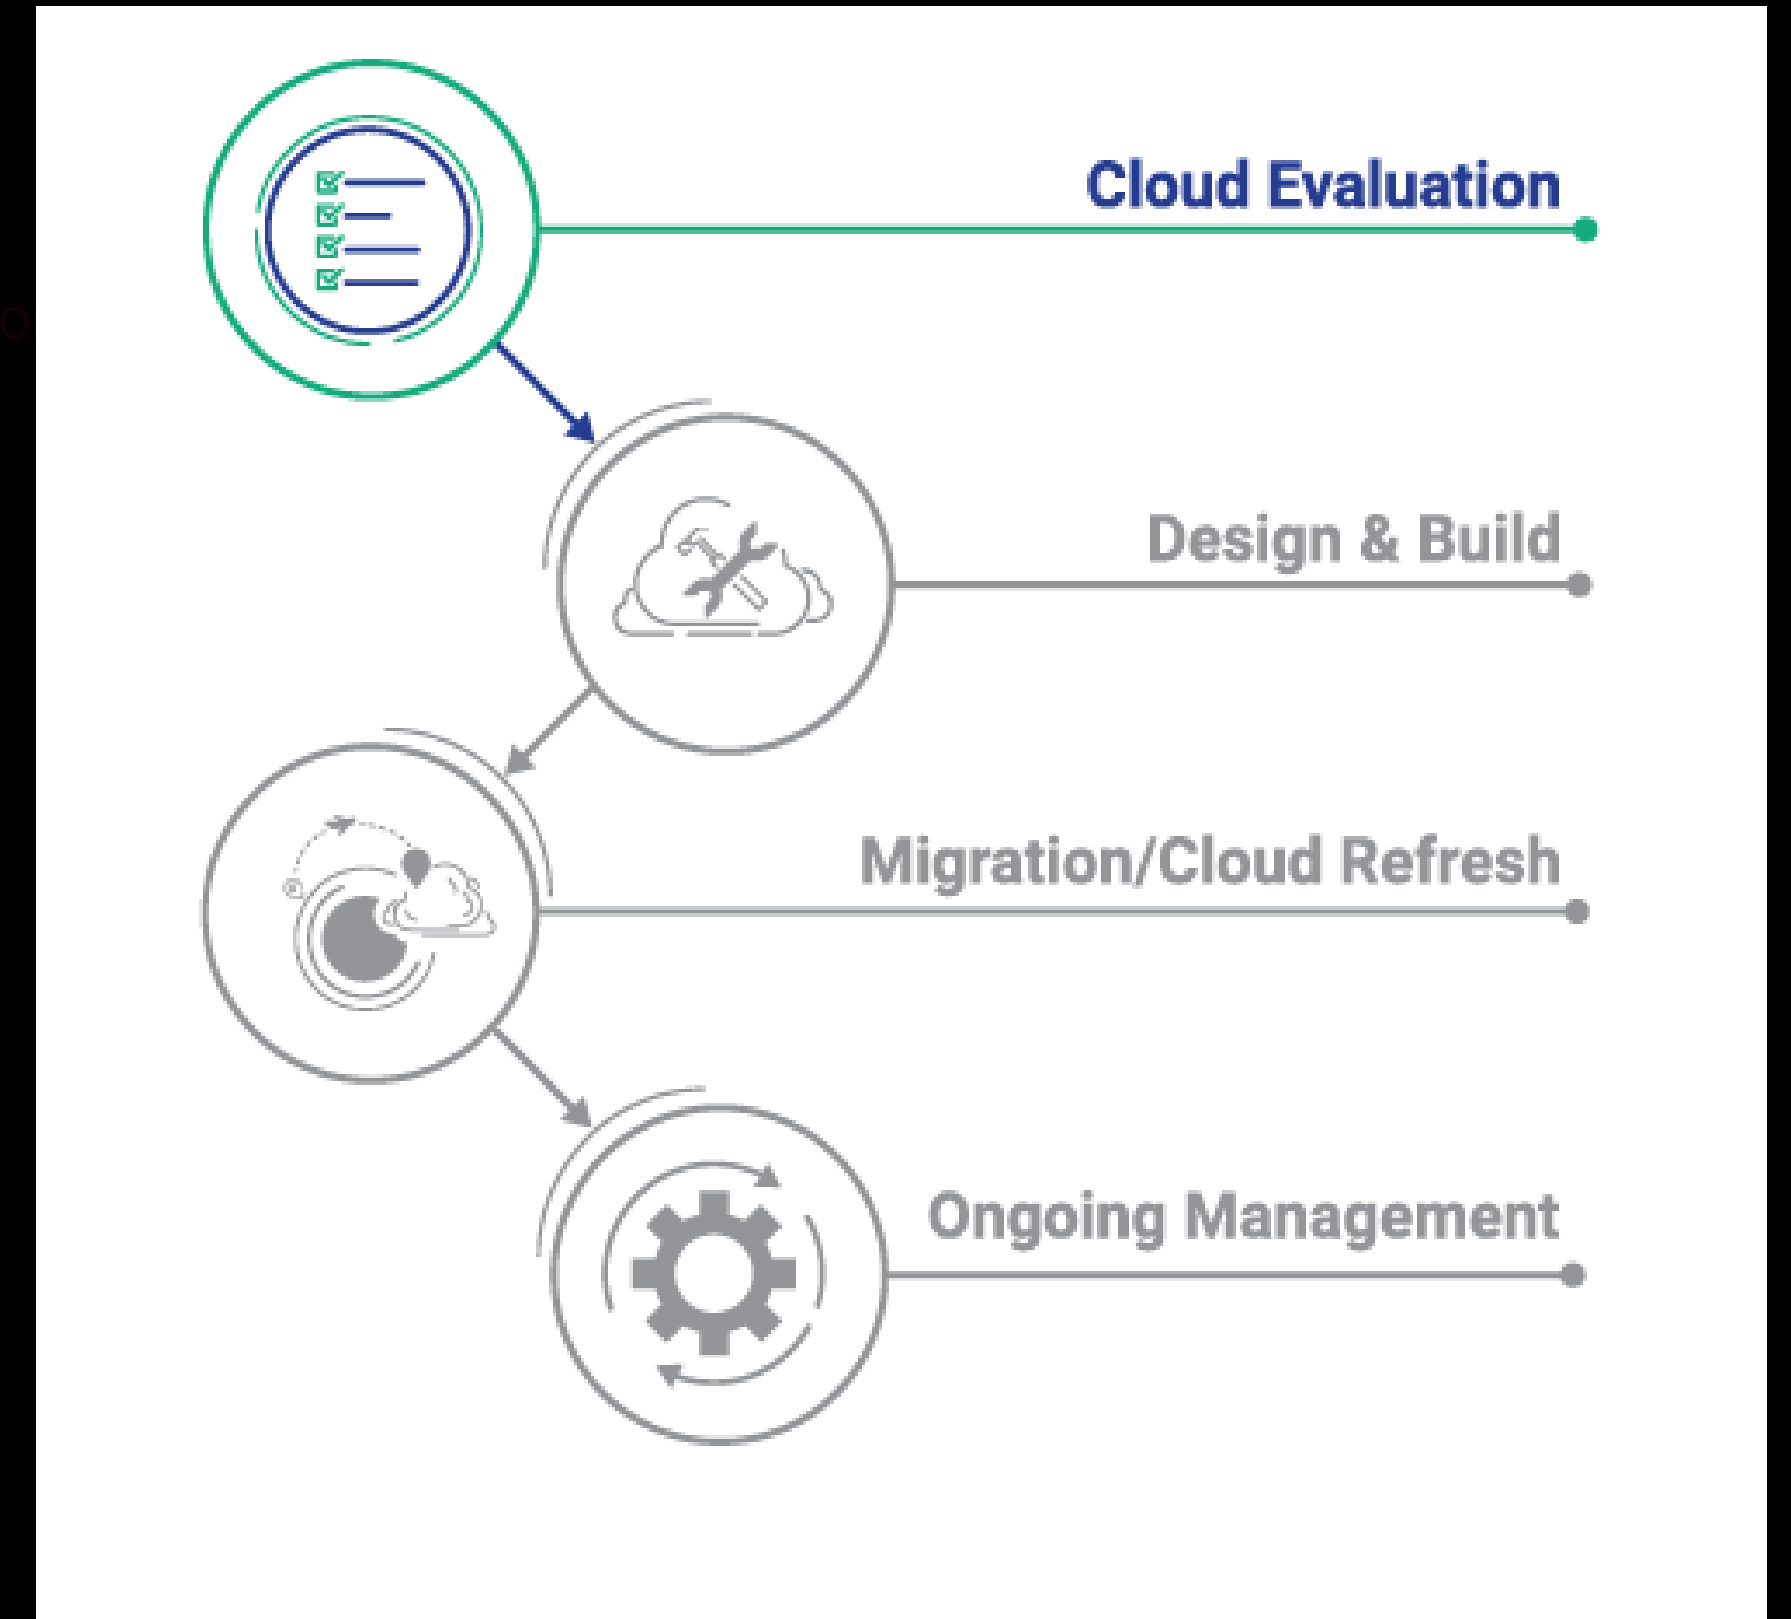 Cloud Evaluation
Design & Build
Migration/Cloud Refresh
Ongoing Management